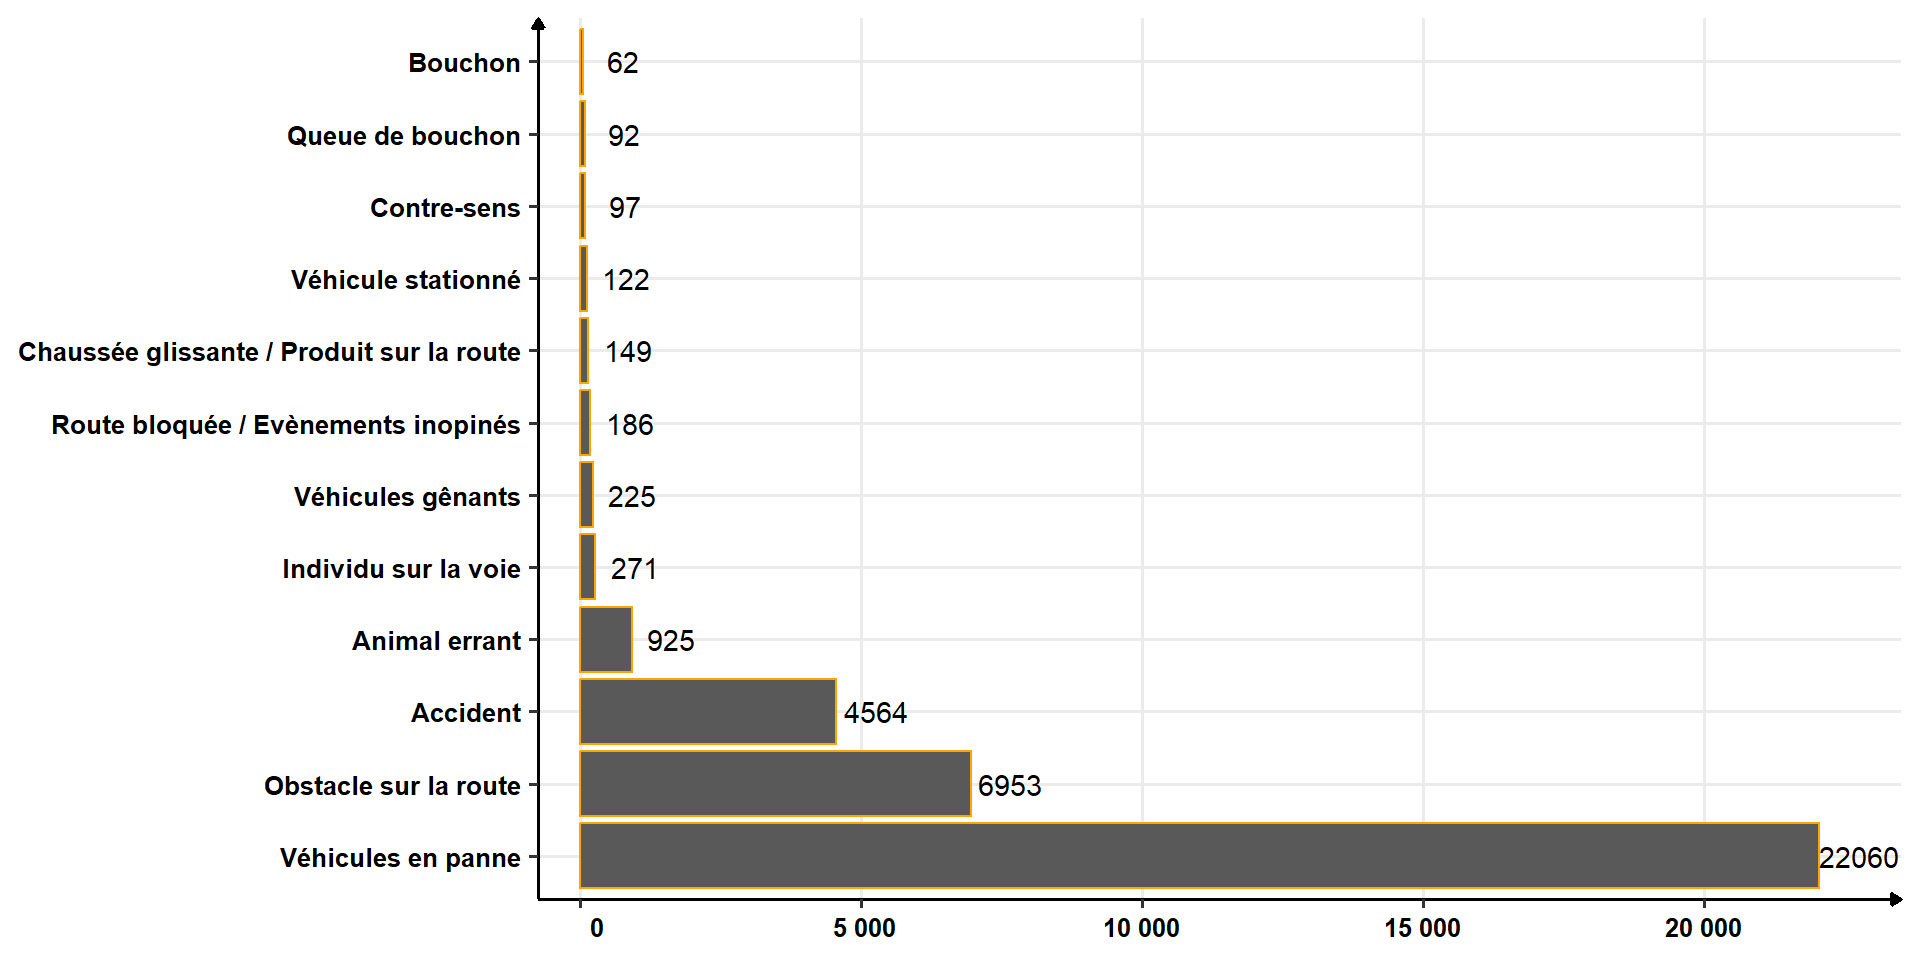 Bouchon 62
Queue de bouchon 92
Contre-sens 97
Véhicule stationné 122
Chaussée glissante / Produit sur la route 149
Route bloquée / Evènements inopinés 186
Véhicules gênants 225
Individu sur la voie 271
Animal errant 925
Accident 4564
Obstacle sur la route 6953
Véhicules en panne 22060
0 5 000 10 000 15 000 20 000